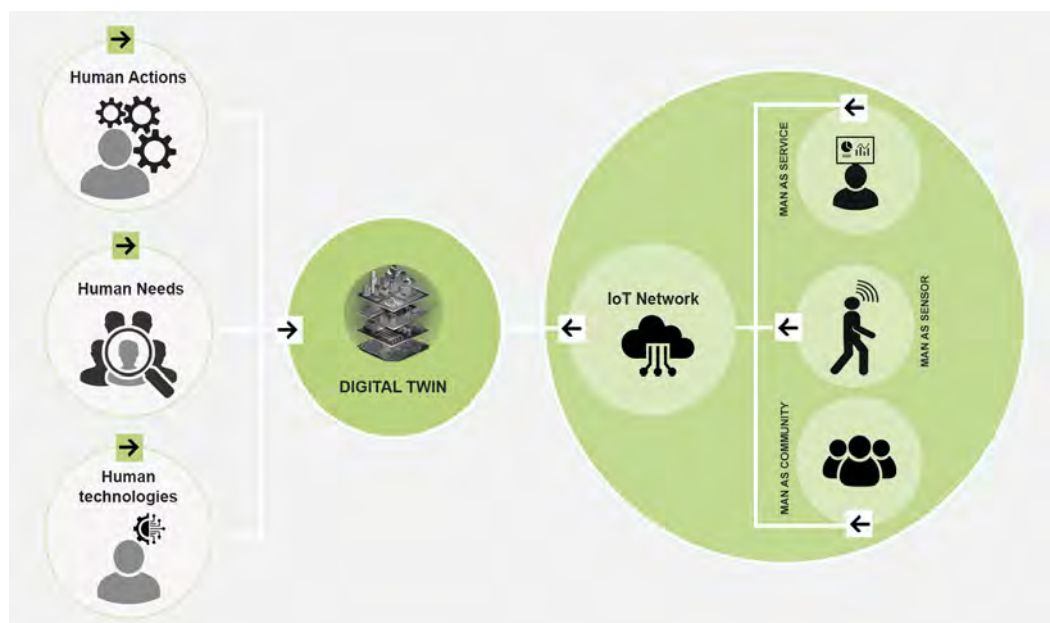 Human Actions
Human Needs
Human
technologies
DIGITAL TWIN
IoT Network
MAN AS SERVICE
MAN AS SENSOR
MAN AS COMMUNITY